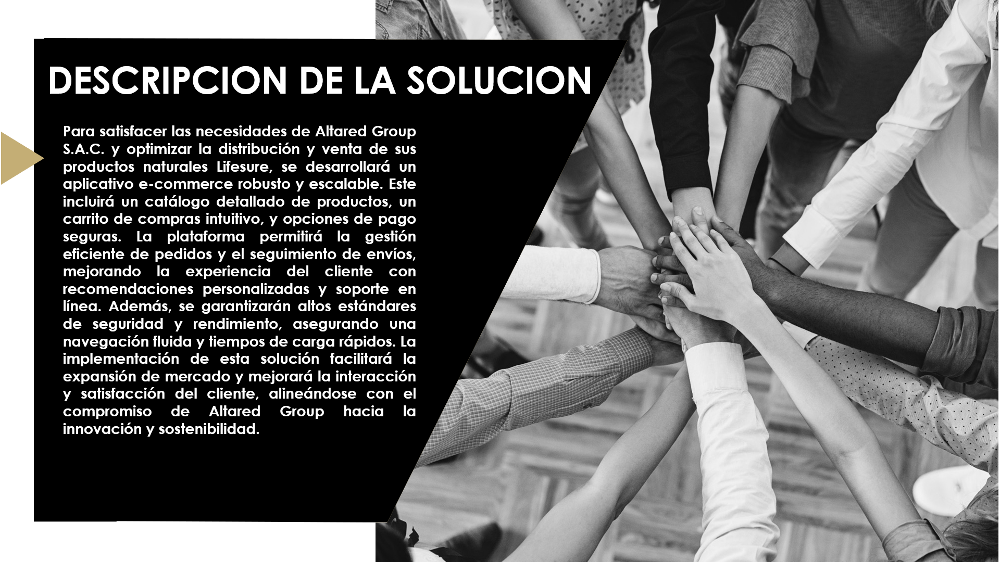 DESCRIPCION DE LA SOLUCION
Para satisfacer las necesidades de Altared Group
S.A.C. y optimizar la distribución y venta de sus
productos naturales Lifesure, se desarrollará un
aplicativo e-commerce robusto y escalable. Este
incluirá un catálogo detallado de productos, un
carrito de compras intuitivo, y opciones de pago
seguras. La plataforma permitirá la gestión
eficiente de pedidos y el seguimiento de envíos,
mejorando la experiencia del cliente con
recomendaciones personalizadas y soporte en
línea. Además, se garantizarán altos estándares
de seguridad y rendimiento, asegurando una
navegación fluida y tiempos de carga rápidos. La
implementación de esta solución facilitará la
expansión de mercado y mejorará la interacción
y satisfacción del cliente, alineándose con el
compromiso de Altared Group hacia la
innovación y sostenibilidad.